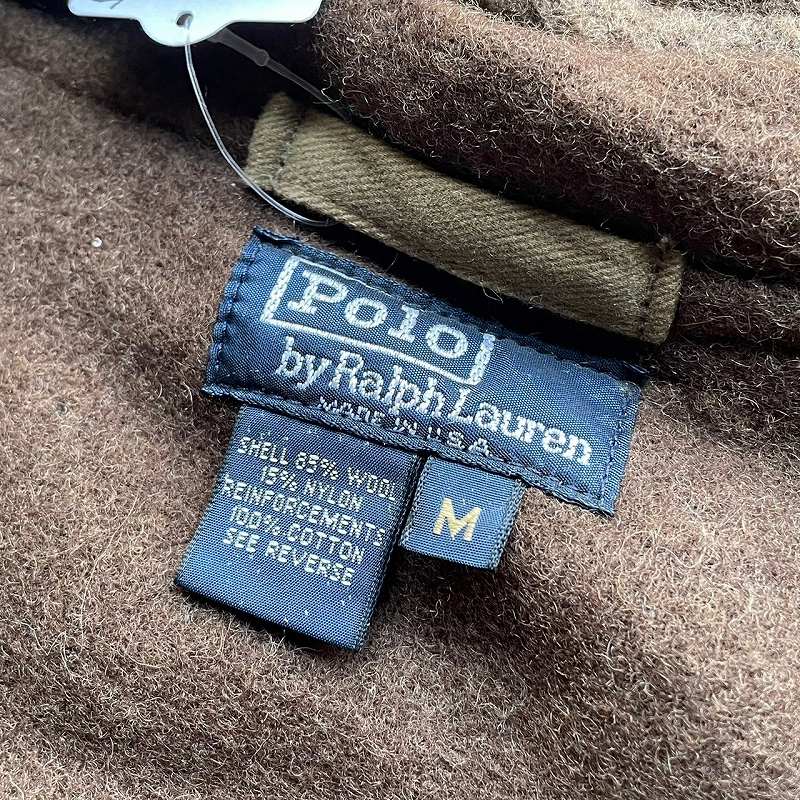 Polo
by Ralph Lauren
MADE IN U.S.A.
SHELL 85% WOOL
15% NYLON
REINFORCEMENTS
100% COTTON
SEE REVERSE
M